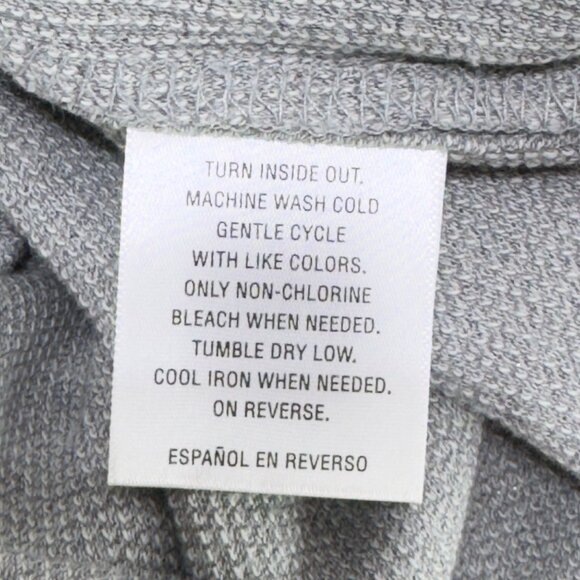 TURN INSIDE OUT.
MACHINE WASH COLD
GENTLE CYCLE
WITH LIKE COLORS.
ONLY NON-CHLORINE
BLEACH WHEN NEEDED.
TUMBLE DRY LOW.
COOL IRON WHEN NEEDED.
ON REVERSE.
ESPAÑOL EN REVERSO